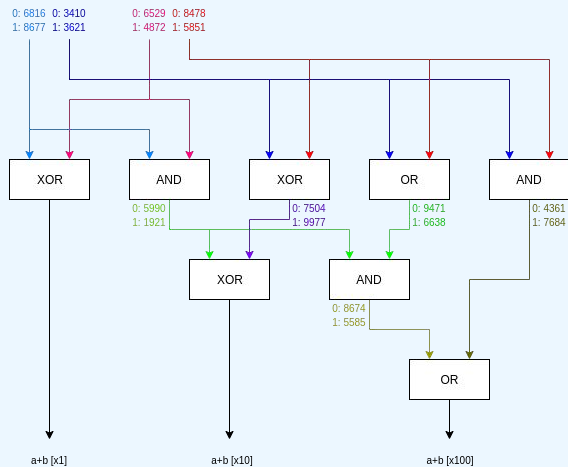 0: 6816 0: 3410 0: 6529 0: 8478
1: 8677 1: 3621 1: 4872 1: 5851
XOR AND XOR OR AND
0: 5990 0: 7504 0: 9471 0: 4361
1: 1921 1: 9977 1: 6638 1: 7684
XOR AND
0: 8674
1: 5585
OR
a+b [x1] a+b [x10] a+b [x100]